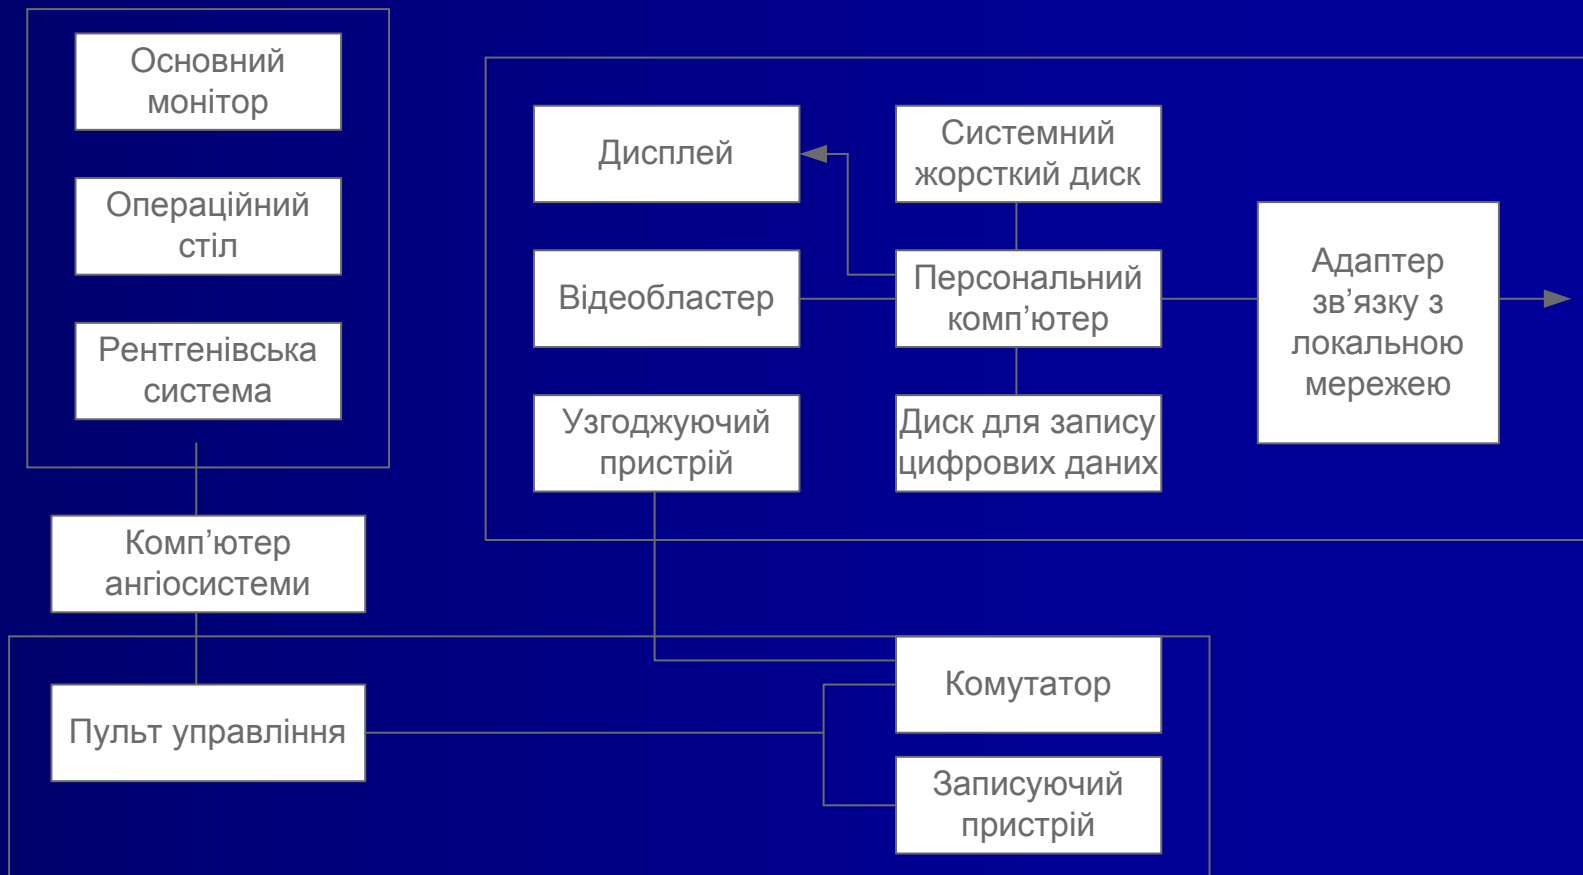 Основний
монітор
Операційний
стіл
Рентгенівська
система
Комп’ютер
ангіосистеми
Пульт управління
Дисплей
Відеобластер
Узгоджуючий
пристрій
Системний
жорсткий диск
Персональний
комп’ютер
Диск для запису
цифрових даних
Адаптер
зв’язку з
локальною
мережею
Комутатор
Записуючий
пристрій